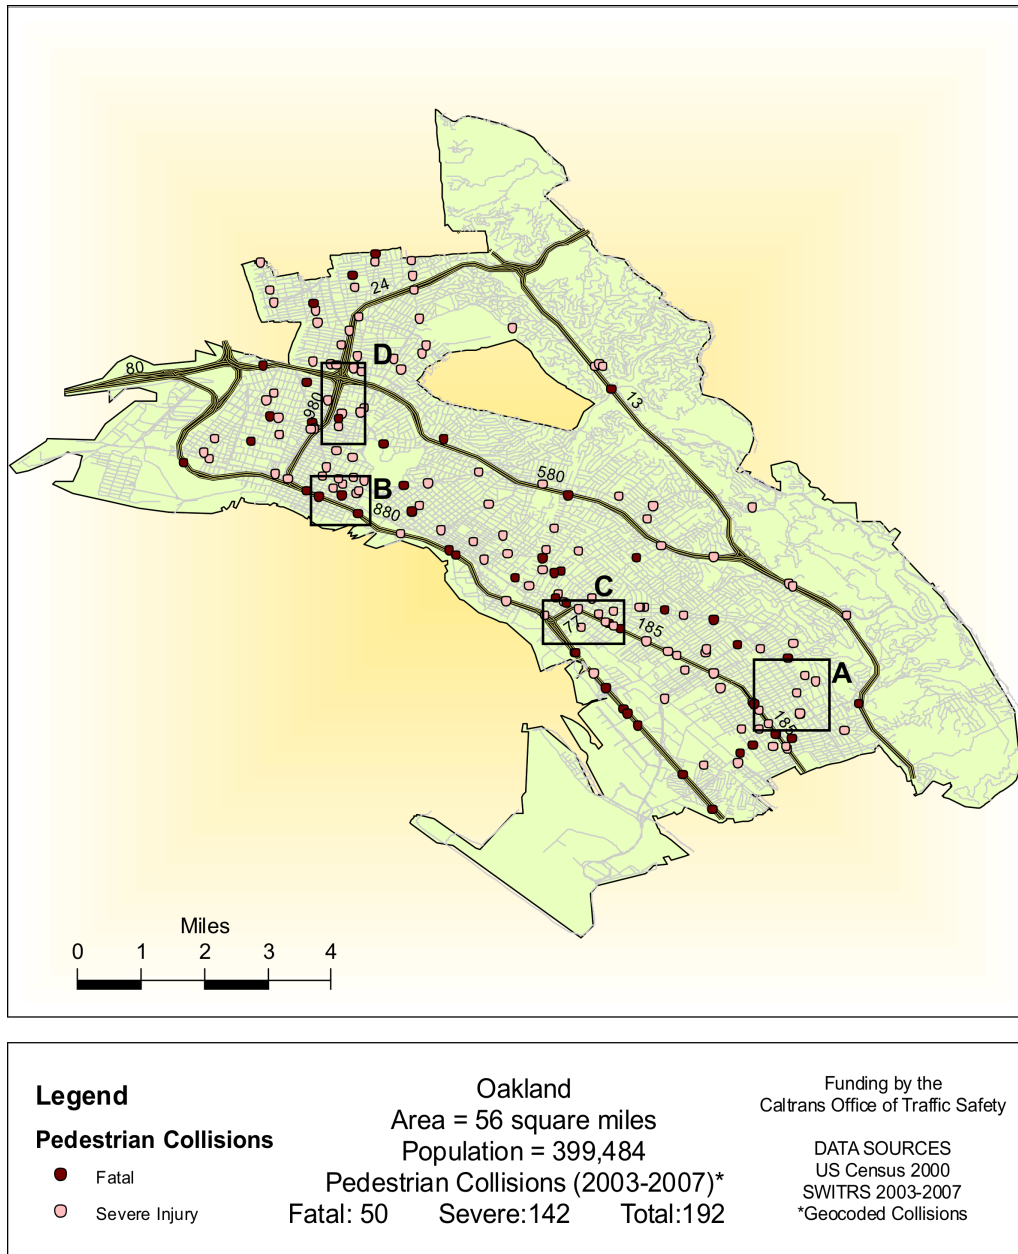 24
D
80
980
13
580
B
880
C
77
185
A
185
Miles
0 1 2 3 4
Legend
Pedestrian Collisions
Fatal
Severe Injury
Oakland
Area = 56 square miles
Population = 399,484
Pedestrian Collisions (2003-2007)*
Fatal: 50 Severe:142 Total:192
Funding by the
Caltrans Office of Traffic Safety
DATA SOURCES
US Census 2000
SWITRS 2003-2007
*Geocoded Collisions